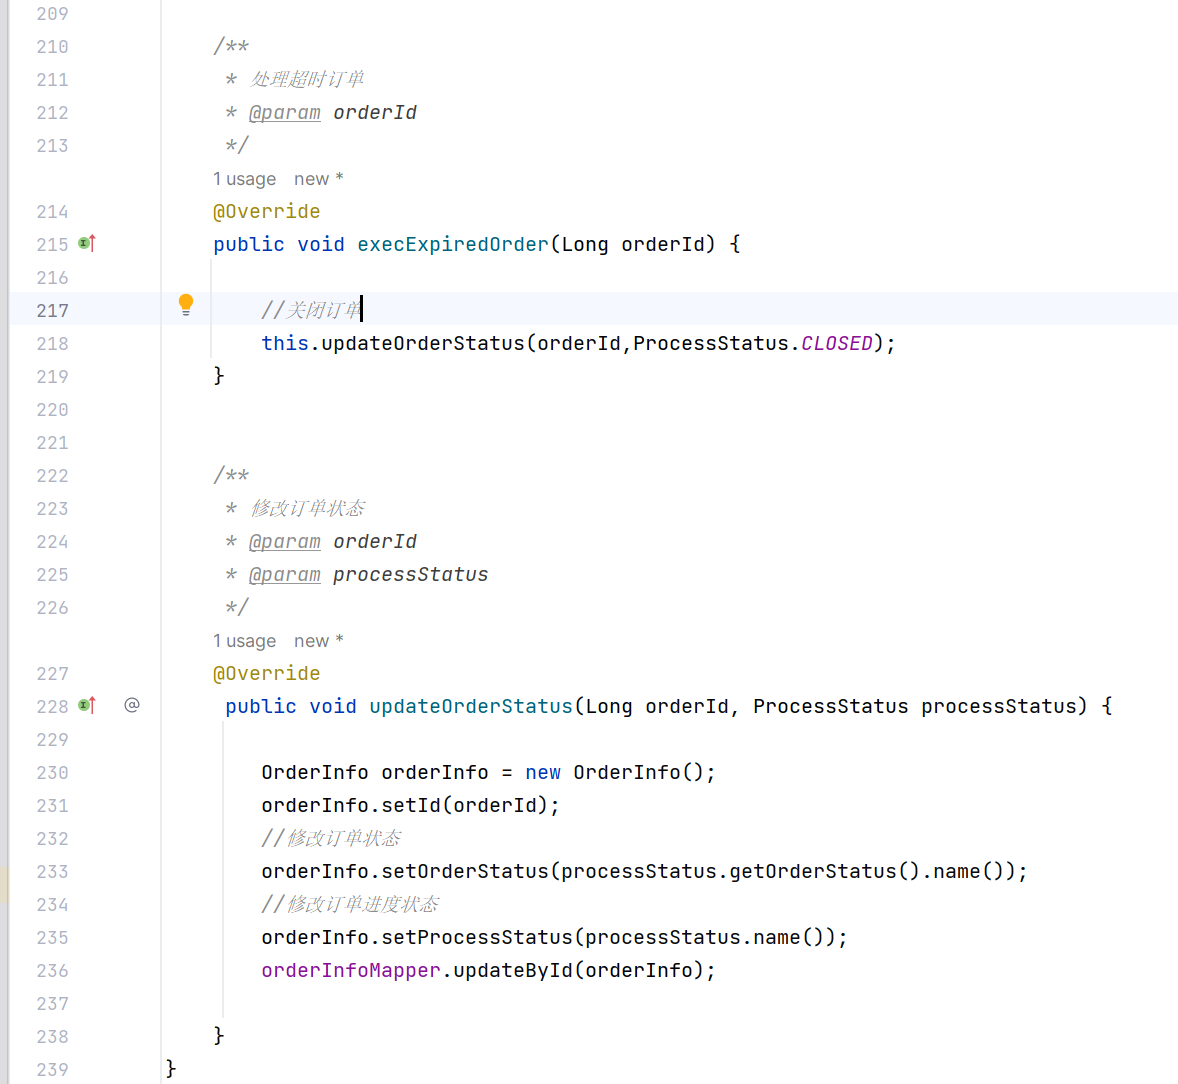 209
210 /**
211 * 处理超时订单
212 * @param orderId
213 */
1 usage new *
214 @Override
215 public void execExpiredOrder(Long orderId) {
216
217 //关闭订单
218 this.updateOrderStatus(orderId,ProcessStatus.CLOSED);
219 }
220
221
222 /**
223 * 修改订单状态
224 * @param orderId
225 * @param processStatus
226 */
1 usage new *
227 @Override
228 @ public void updateOrderStatus(Long orderId, ProcessStatus processStatus) {
229
230 OrderInfo orderInfo = new OrderInfo();
231 orderInfo.setId(orderId);
232 //修改订单状态
233 orderInfo.setOrderStatus(processStatus.getOrderStatus().name());
234 //修改订单进度状态
235 orderInfo.setProcessStatus(processStatus.name());
236 orderInfoMapper.updateById(orderInfo);
237
238 }
239 }